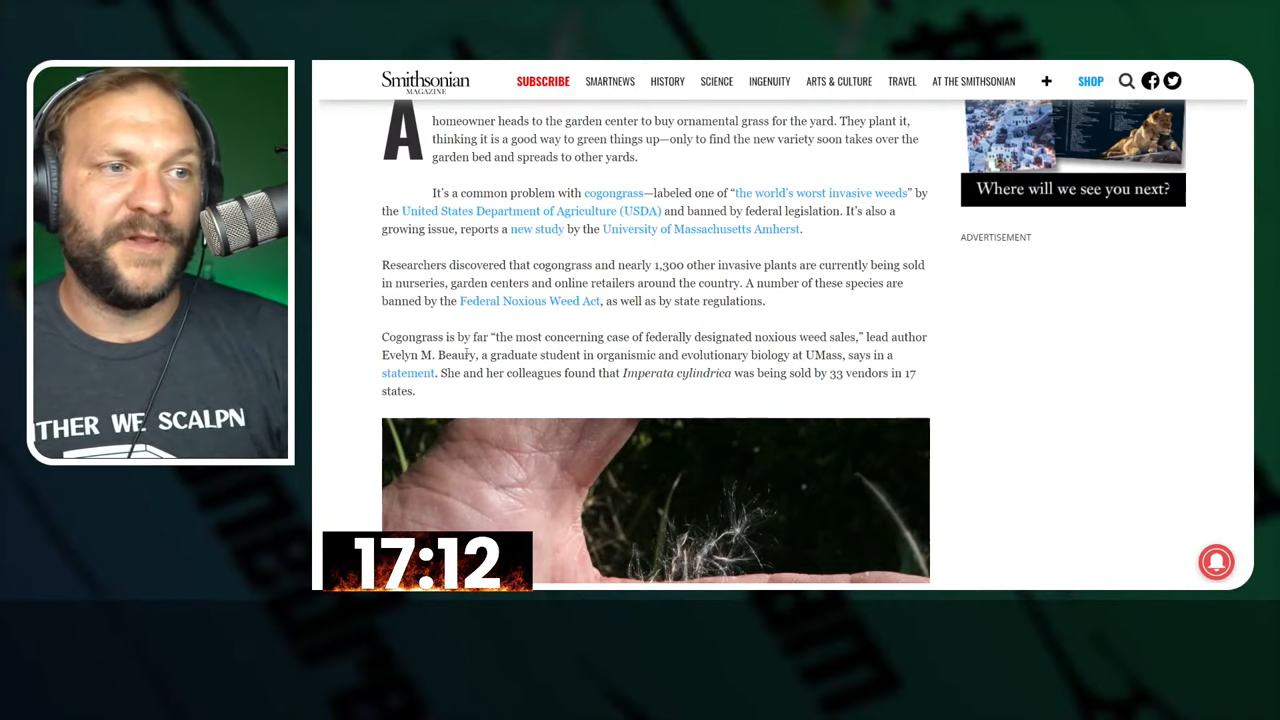 Smithsonian
MAGAZINE
SUBSCRIBE SMARTNEWS HISTORY SCIENCE INGENUITY ARTS & CULTURE TRAVEL AT THE SMITHSONIAN + SHOP
A homeowner heads to the garden center to buy ornamental grass for the yard. They plant it,
thinking it is a good way to green things up—only to find the new variety soon takes over the
garden bed and spreads to other yards.
It's a common problem with cogongrass—labeled one of “the world's worst invasive weeds” by
the United States Department of Agriculture (USDA) and banned by federal legislation. It's also a
growing issue, reports a new study by the University of Massachusetts Amherst.
Researchers discovered that cogongrass and nearly 1,300 other invasive plants are currently being sold
in nurseries, garden centers and online retailers around the country. A number of these species are
banned by the Federal Noxious Weed Act, as well as by state regulations.
Cogongrass is by far “the most concerning case of federally designated noxious weed sales,” lead author
Evelyn M. Beaury, a graduate student in organismic and evolutionary biology at UMass, says in a
statement. She and her colleagues found that Imperata cylindrica was being sold by 33 vendors in 17
states.
Where will we see you next?
ADVERTISEMENT
THER WE SCALPN
17:12